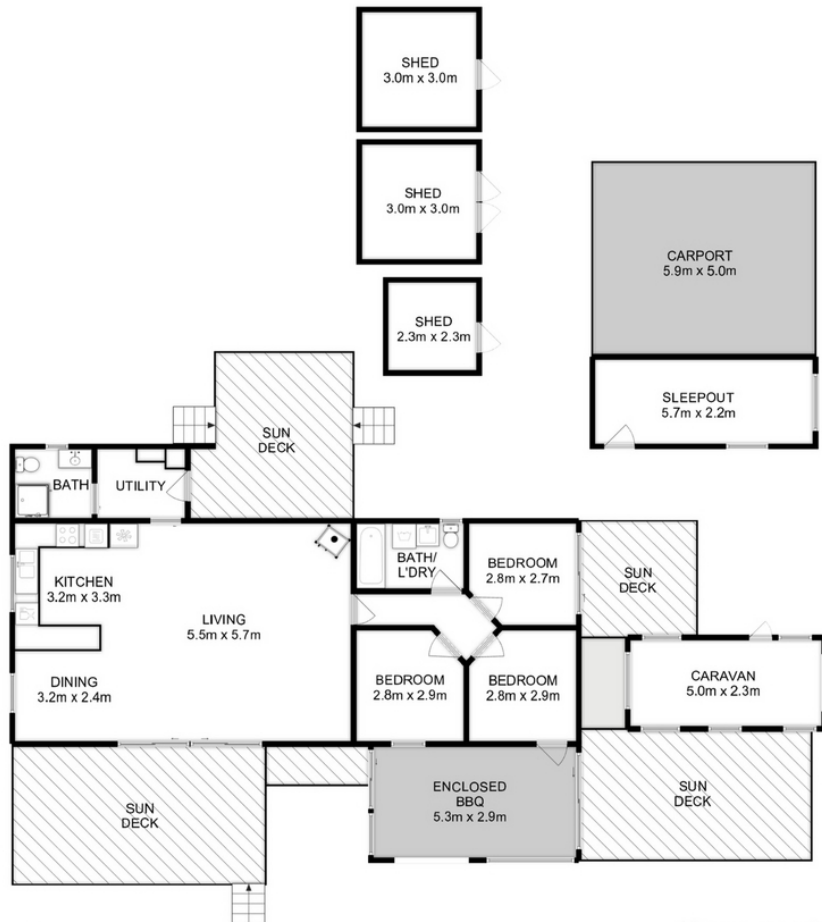 SHED
3.0m x 3.0m
SHED
3.0m x 3.0m
CARPORT
5.9m x 5.0m
SHED
2.3m x 2.3m
SLEEPOUT
5.7m x 2.2m
SUN
DECK
BATH
UTILITY
BATH/
L'DRY
BEDROOM
2.8m x 2.7m
SUN
DECK
KITCHEN
3.2m x 3.3m
LIVING
5.5m x 5.7m
DINING
3.2m x 2.4m
BEDROOM
2.8m x 2.9m
BEDROOM
2.8m x 2.9m
CARAVAN
5.0m x 2.3m
SUN
DECK
ENCLOSED
BBQ
5.3m x 2.9m
SUN
DECK